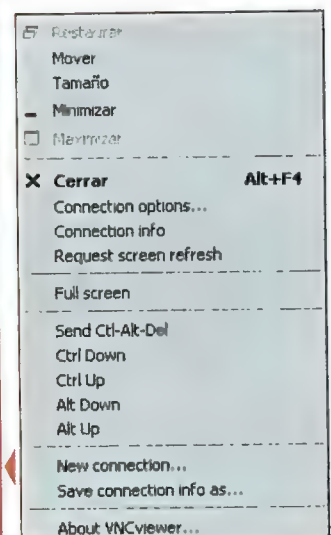 Restaurar
Mover
Tamaño
Minimizar
Maximizar
Cerrar Alt+F4
Connection options...
Connection info
Request screen refresh
Full screen
Send Ctl-Alt-Del
Ctrl Down
Ctrl Up
Alt Down
Alt Up
New connection...
Save connection info as...
About VNCviewer...